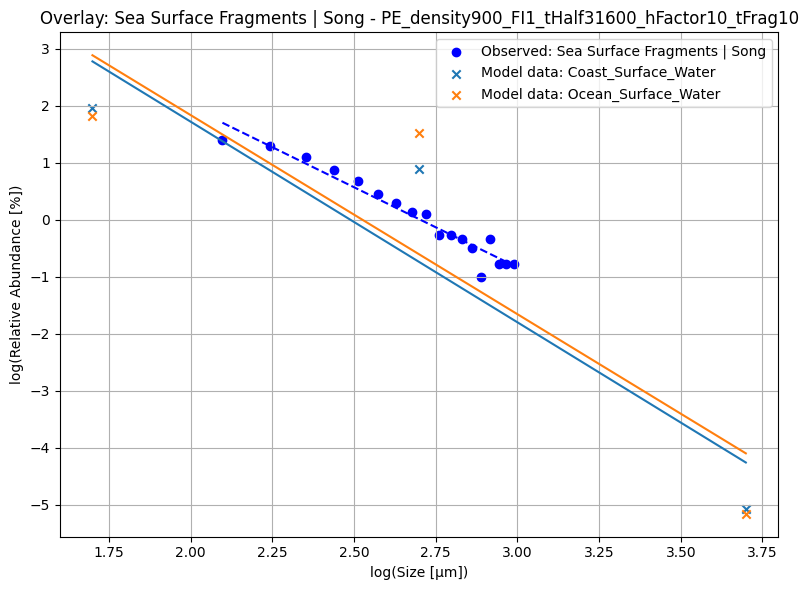 Overlay: Sea Surface Fragments | Song - PE_density900_FI1_tHalf31600_hFactor10_tFrag10
Observed: Sea Surface Fragments | Song
Model data: Coast_Surface_Water
Model data: Ocean_Surface_Water
log(Relative Abundance [%])
3
2
1
0
−1
−2
−3
−4
−5
1.75 2.00 2.25 2.50 2.75 3.00 3.25 3.50 3.75
log(Size [µm])